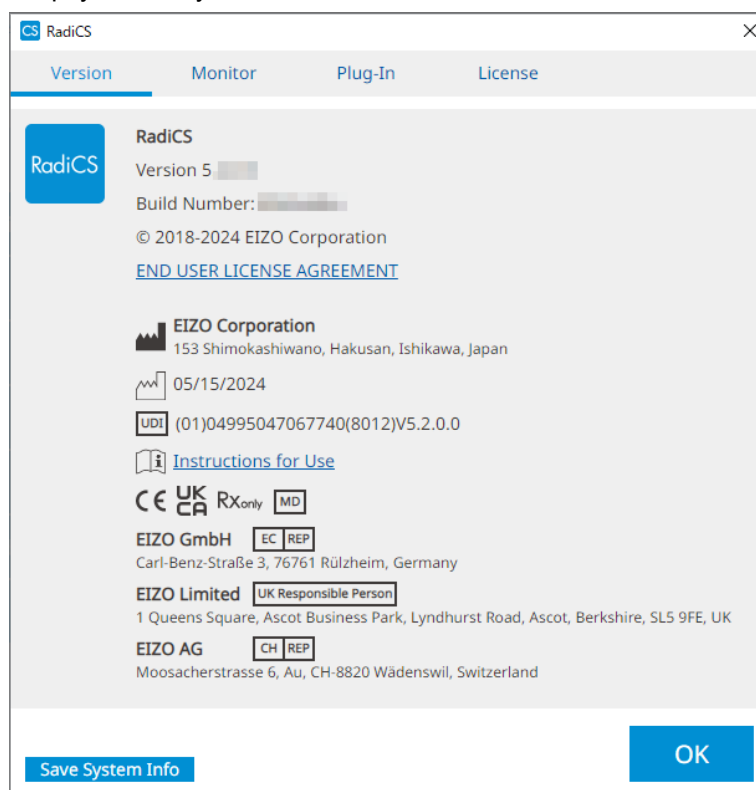 RadiCS
Version Monitor Plug-In License
RadiCS
RadiCS
Version 5
Build Number:
© 2018-2024 EIZO Corporation
END USER LICENSE AGREEMENT
EIZO Corporation
153 Shimokashiwano, Hakusan, Ishikawa, Japan
05/15/2024
UDI (01)04995047067740(8012)V5.2.0.0
Instructions for Use
CE UKCA Rx only MD
EIZO GmbH EC REP
Carl-Benz-Straße 3, 76761 Rülzheim, Germany
EIZO Limited UK Responsible Person
1 Queens Square, Ascot Business Park, Lyndhurst Road, Ascot, Berkshire, SL5 9FE, UK
EIZO AG CH REP
Moosacherstrasse 6, Au, CH-8820 Wädenswil, Switzerland
OK
Save System Info